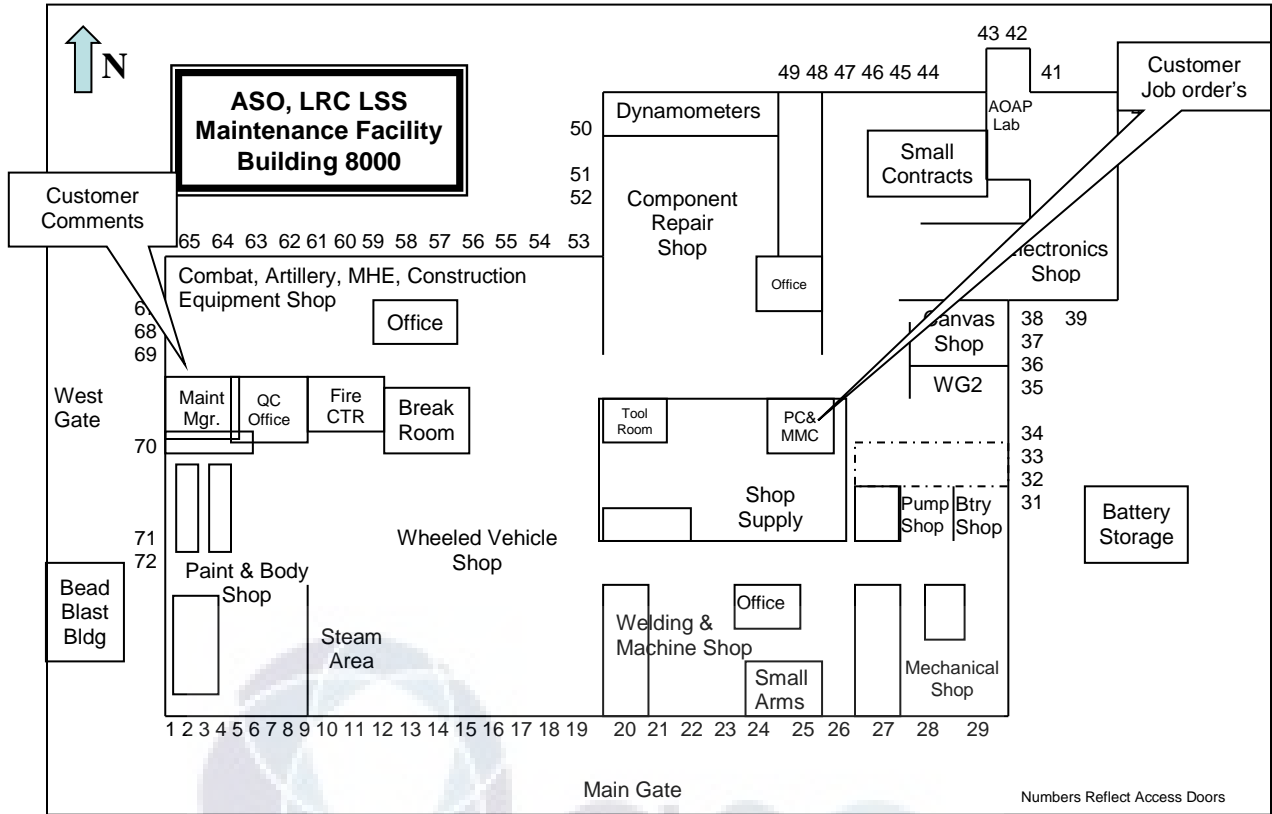 N
ASO, LRC LSS
Maintenance Facility
Building 8000
Customer
Comments
Customer
Job order's
43 42
41
49 48 47 46 45 44
Dynamometers
AOAP
Lab
50
51
52
Small
Contracts
Component
Repair
Shop
Office
Electronics
Shop
65 64 63 62 61 60 59 58 57 56 55 54 53
Combat, Artillery, MHE, Construction
Equipment Shop
Office
67
68
69
Canvas
Shop
38 39
37
36
35
WG2
West
Gate
Maint
Mgr.
QC
Office
Fire
CTR
Break
Room
Tool
Room
PC&
MMC
70
34
33
32
31
Shop
Supply
Pump
Shop
Btry
Shop
Battery
Storage
71
72
Wheeled Vehicle
Shop
Paint & Body
Shop
Bead
Blast
Bldg
Steam
Area
Office
Welding &
Machine Shop
Small
Arms
Mechanical
Shop
1 2 3 4 5 6 7 8 9 10 11 12 13 14 15 16 17 18 19 20 21 22 23 24 25 26 27 28 29
Main Gate
Numbers Reflect Access Doors